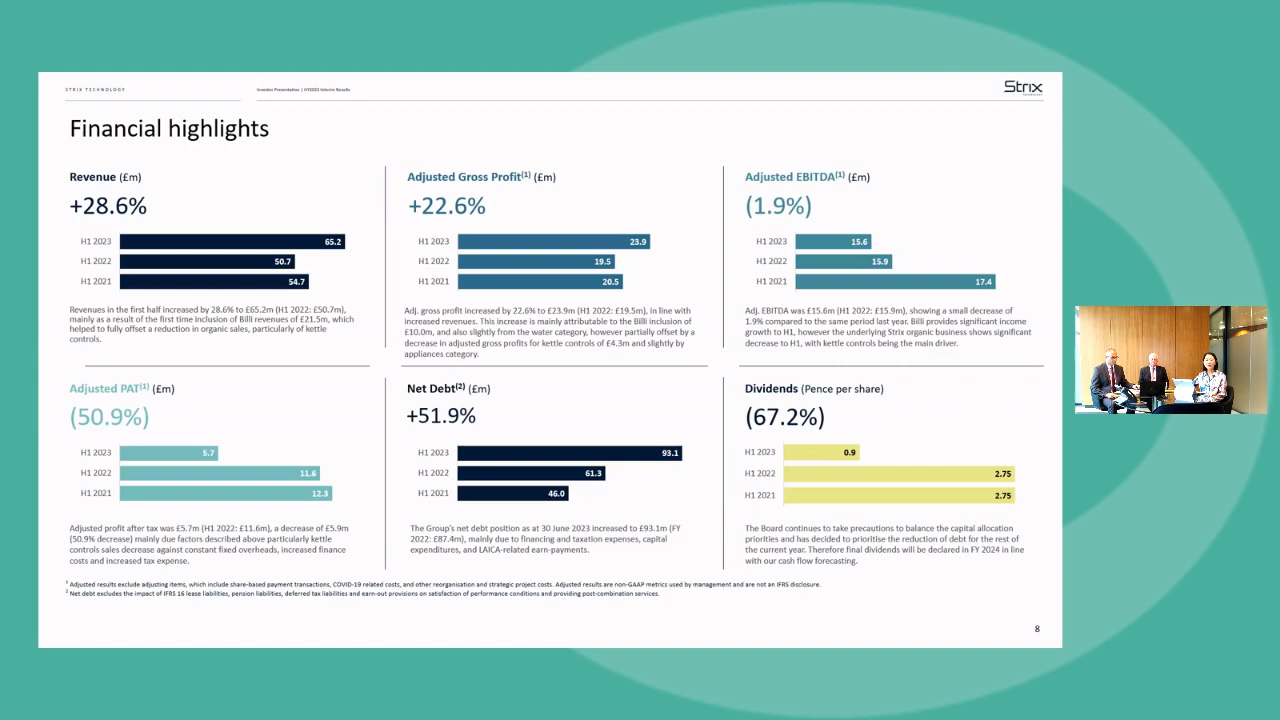 STRIX TECHNOLOGY
Investor Presentation | HY2023 Interim Results
Strix
Financial highlights
Revenue (£m)
+28.6%
H1 2023 65.2
H1 2022 50.7
H1 2021 54.7
Revenues in the first half increased by 28.6% to £65.2m (H1 2022: £50.7m),
mainly as a result of the first time inclusion of Billi revenues of £21.5m, which
helped to fully offset a reduction in organic sales, particularly of kettle
controls.
Adjusted Gross Profit(1) (£m)
+22.6%
H1 2023 23.9
H1 2022 19.5
H1 2021 20.5
Adj. gross profit increased by 22.6% to £23.9m (H1 2022: £19.5m), in line with
increased revenues. This increase is mainly attributable to the Billi inclusion of
£10.0m, and also slightly from the water category, however partially offset by a
decrease in adjusted gross profits for kettle controls of £4.3m and slightly by
appliances category.
Adjusted EBITDA(1) (£m)
(1.9%)
H1 2023 15.6
H1 2022 15.9
H1 2021 17.4
Adj. EBITDA was £15.6m (H1 2022: £15.9m), showing a small decrease of
1.9% compared to the same period last year. Billi provides significant income
growth to H1, however the underlying Strix organic business shows significant
decrease to H1, with kettle controls being the main driver.
Adjusted PAT(1) (£m)
(50.9%)
H1 2023 5.7
H1 2022 11.6
H1 2021 12.3
Adjusted profit after tax was £5.7m (H1 2022: £11.6m), a decrease of £5.9m
(50.9% decrease) mainly due factors described above particularly kettle
controls sales decrease against constant fixed overheads, increased finance
costs and increased tax expense.
Net Debt(2) (£m)
+51.9%
H1 2023 93.1
H1 2022 61.3
H1 2021 46.0
The Group's net debt position as at 30 June 2023 increased to £93.1m (FY
2022: £87.4m), mainly due to financing and taxation expenses, capital
expenditures, and LAICA-related earn-payments.
Dividends (Pence per share)
(67.2%)
H1 2023 0.9
H1 2022 2.75
H1 2021 2.75
The Board continues to take precautions to balance the capital allocation
priorities and has decided to prioritise the reduction of debt for the rest of
the current year. Therefore final dividends will be declared in FY 2024 in line
with our cash flow forecasting.
1 Adjusted results exclude adjusting items, which include share-based payment transactions, COVID-19 related costs, and other reorganisation and strategic project costs. Adjusted results are non-GAAP metrics used by management and are not an IFRS disclosure.
2 Net debt excludes the impact of IFRS 16 lease liabilities, pension liabilities, deferred tax liabilities and earn-out provisions on satisfaction of performance conditions and providing post-combination services.
8